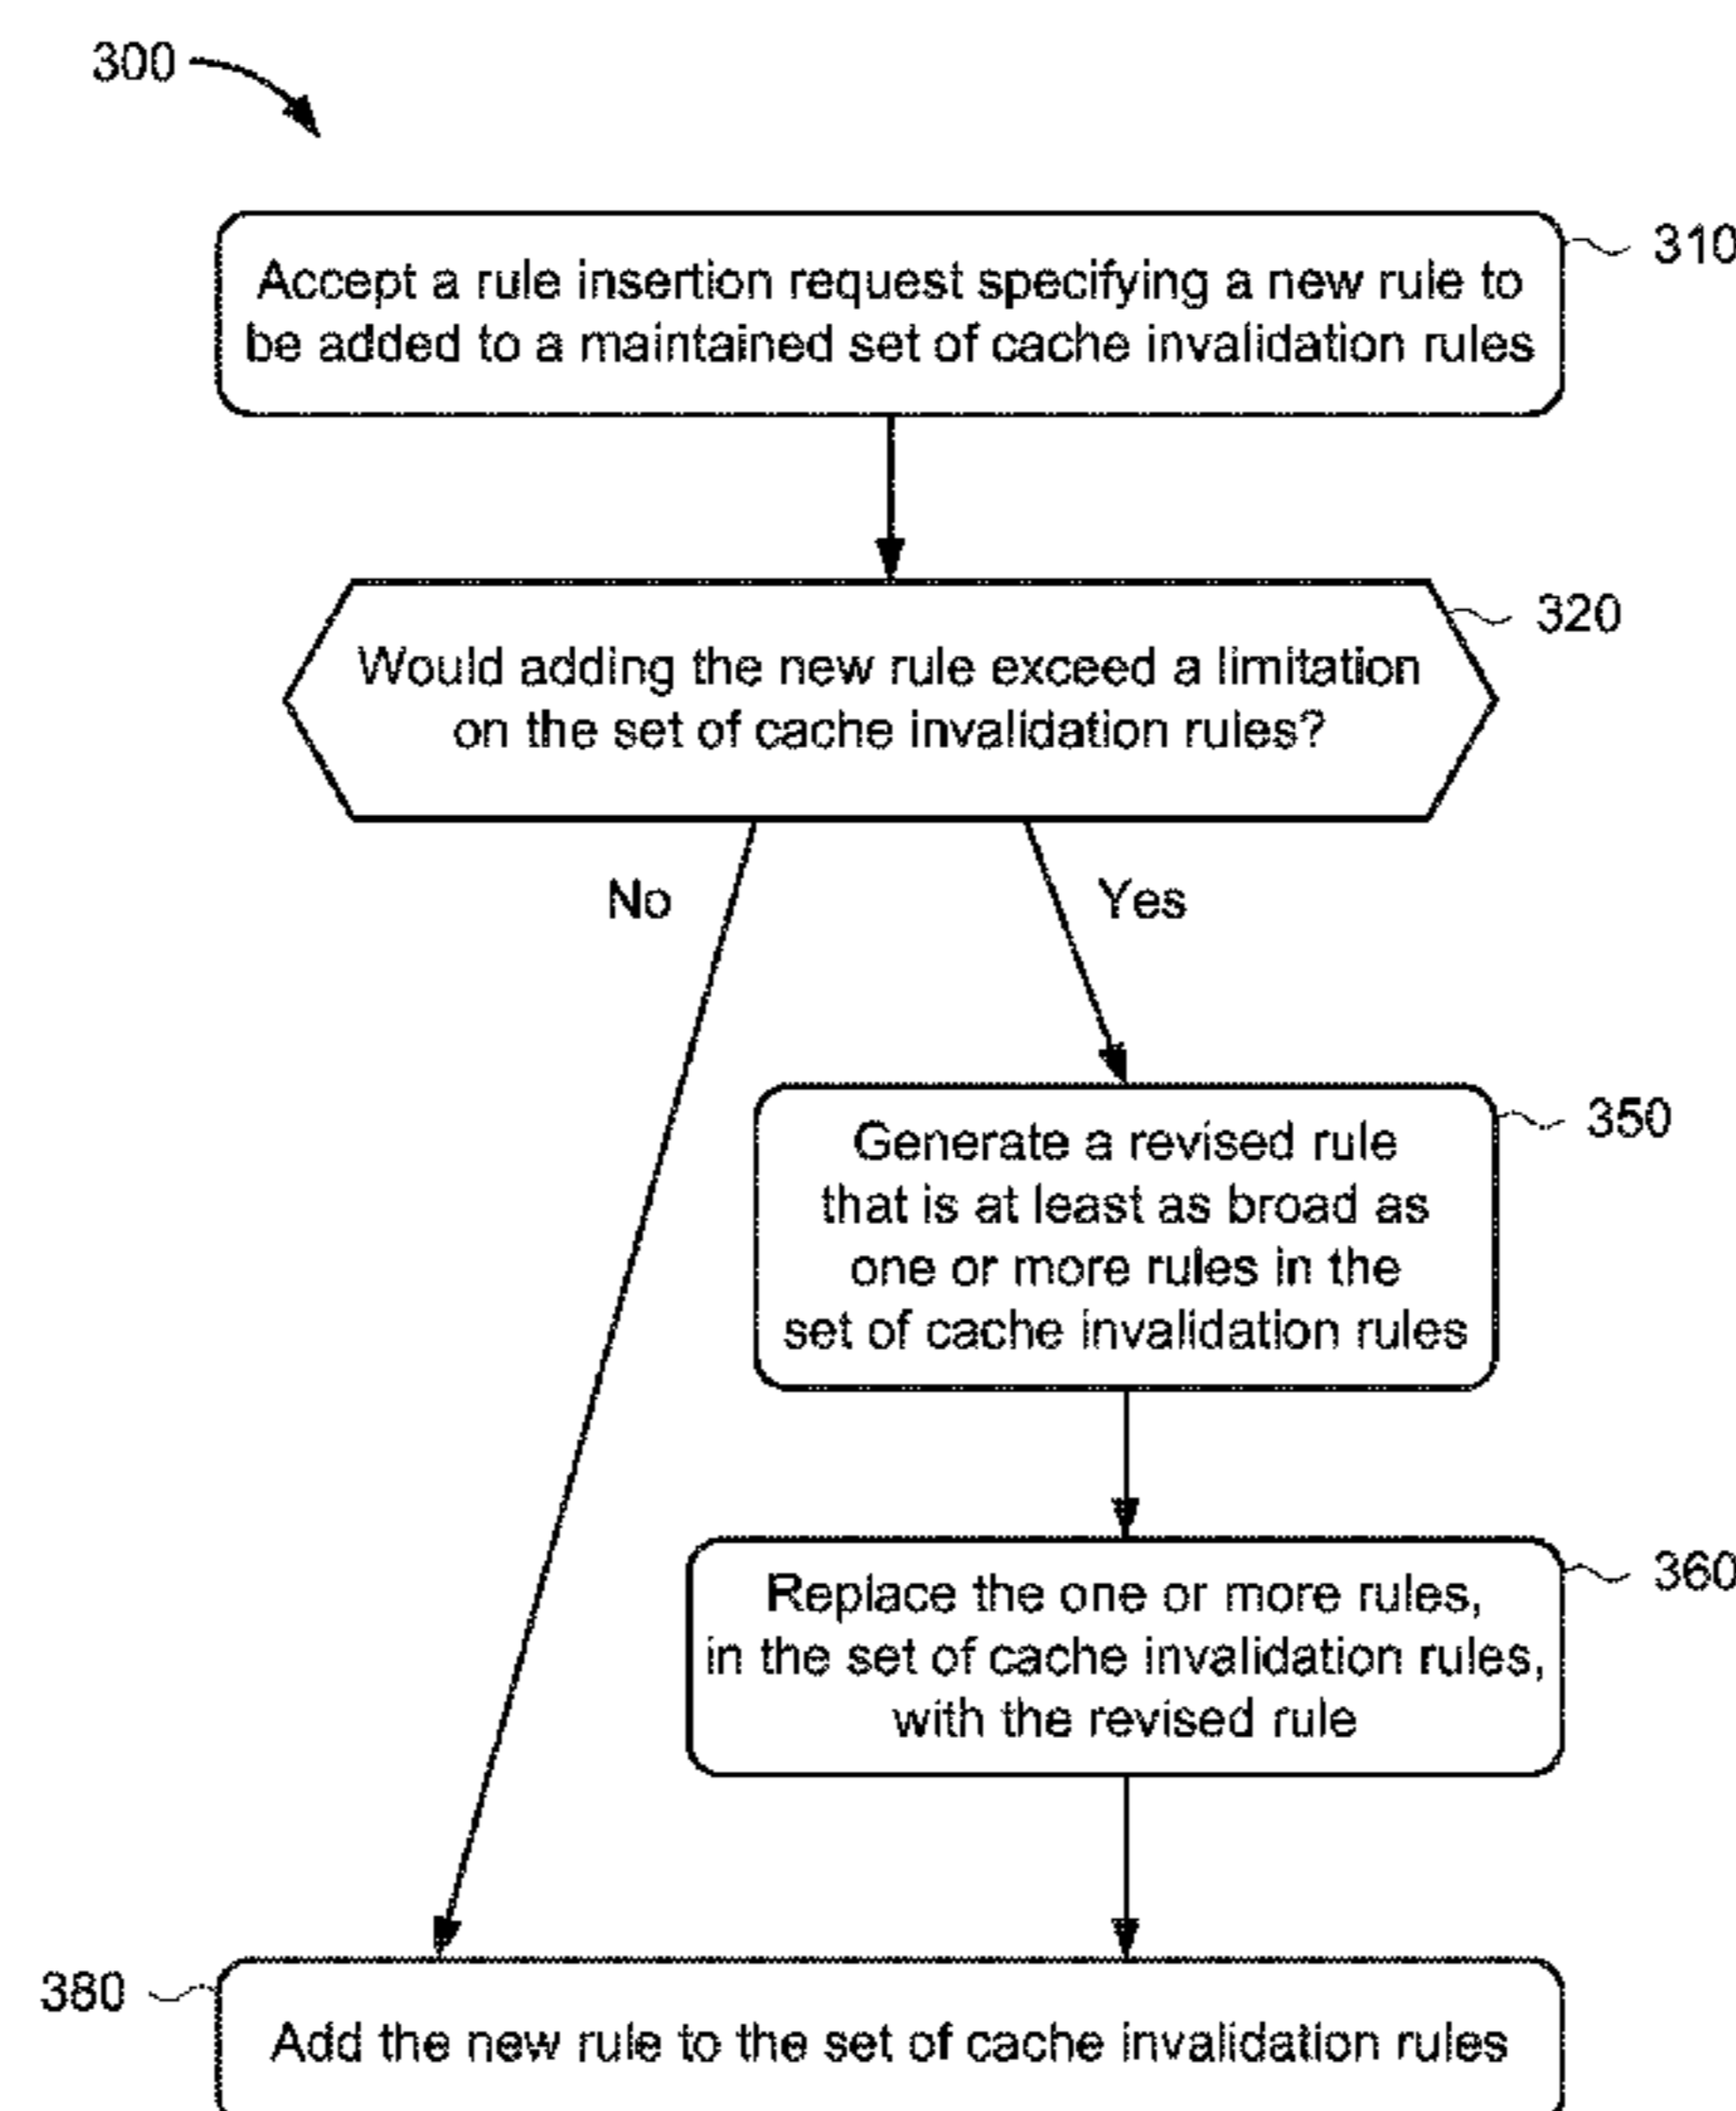 300
310
Accept a rule insertion request specifying a new rule to
be added to a maintained set of cache invalidation rules
320
Would adding the new rule exceed a limitation
on the set of cache invalidation rules?
No
Yes
350
Generate a revised rule
that is at least as broad as
one or more rules in the
set of cache invalidation rules
360
Replace the one or more rules,
in the set of cache invalidation rules,
with the revised rule
380
Add the new rule to the set of cache invalidation rules